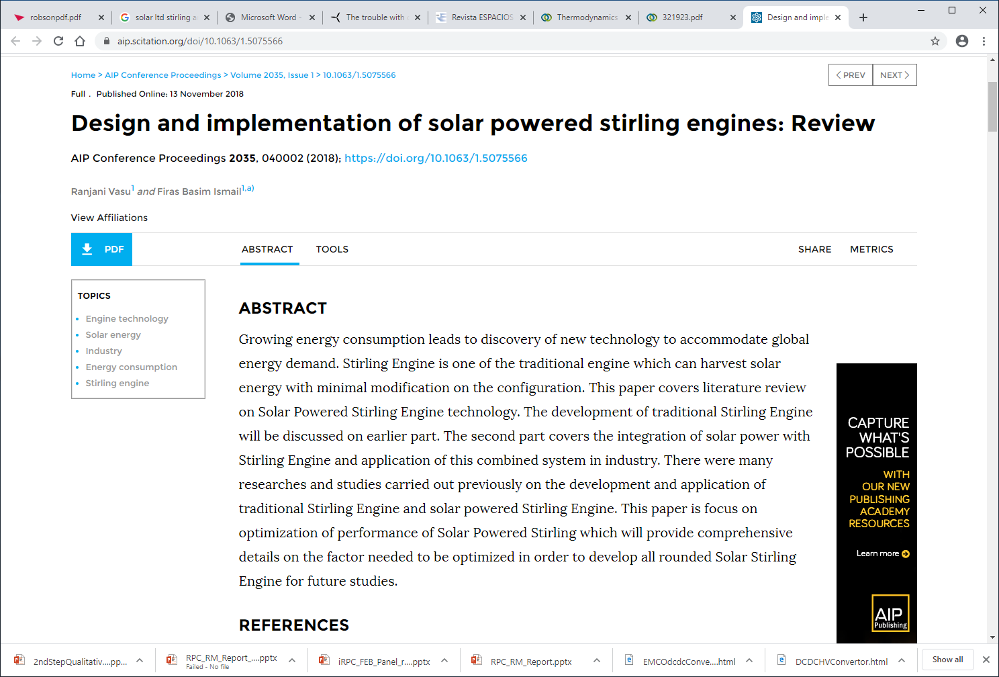 robsonpdf.pdf
solar ltd stirling a
Microsoft Word -
The trouble with
Revista ESPACIOS
Thermodynamics
321923.pdf
Design and imple
aip.scitation.org/doi/10.1063/1.5075566
Home > AIP Conference Proceedings > Volume 2035, Issue 1 > 10.1063/1.5075566
PREV
NEXT
Full . Published Online: 13 November 2018
Design and implementation of solar powered stirling engines: Review
AIP Conference Proceedings 2035, 040002 (2018); https://doi.org/10.1063/1.5075566
Ranjani Vasu1 and Firas Basim Ismail1,a)
View Affiliations
PDF
ABSTRACT
TOOLS
SHARE
METRICS
TOPICS
Engine technology
Solar energy
Industry
Energy consumption
Stirling engine
ABSTRACT
Growing energy consumption leads to discovery of new technology to accommodate global
energy demand. Stirling Engine is one of the traditional engine which can harvest solar
energy with minimal modification on the configuration. This paper covers literature review
on Solar Powered Stirling Engine technology. The development of traditional Stirling Engine
will be discussed on earlier part. The second part covers the integration of solar power with
Stirling Engine and application of this combined system in industry. There were many
researches and studies carried out previously on the development and application of
traditional Stirling Engine and solar powered Stirling Engine. This paper is focus on
optimization of performance of Solar Powered Stirling which will provide comprehensive
details on the factor needed to be optimized in order to develop all rounded Solar Stirling
Engine for future studies.
REFERENCES
CAPTURE
WHAT'S
POSSIBLE
WITH
OUR NEW
PUBLISHING
ACADEMY
RESOURCES
Learn more
AIP
Publishing
2ndStepQualitativ....pp...
RPC_RM_Report_....pptx
Failed - No file
iRPC_FEB_Panel_r....pptx
RPC_RM_Report.pptx
EMCOdcdcConve....html
DCDCHVConvertor.html
Show all